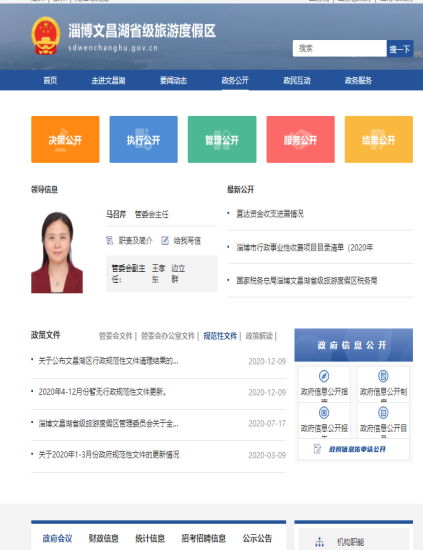 淄博文昌湖省级旅游度假区
sdwenchanghu.gov.cn
搜索
搜一下
首页 走进文昌湖 要闻动态 政务公开 政民互动 政务服务
决策公开 执行公开 管理公开 服务公开 结果公开
领导信息
马召芹 管委会主任
职责及简介 给我写信
管委会副主任: 王孝东 边立群
最新公开
· 直达资金收支进展情况
· 淄博市行政事业性收费项目目录清单(2020年
· 国家税务总局淄博文昌湖省级旅游度假区税务局
政策文件 管委会文件 | 管委会办公室文件 | 规范性文件 | 政策解读 |
· 关于公布文昌湖区行政规范性文件清理结果的... 2020-12-09
· 2020年4-12月份暂无行政规范性文件更新。 2020-12-09
· 淄博文昌湖省级旅游度假区管理委员会关于全... 2020-07-17
· 关于2020年1-3月份政府规范性文件的更新情况 2020-03-09
政府信息公开
政府信息公开指
政府信息公开制
政府信息公开报
政府信息公开目
政府信息依申请公开
政府会议 财政信息 统计信息 招考招聘信息 公示公告
机构职能